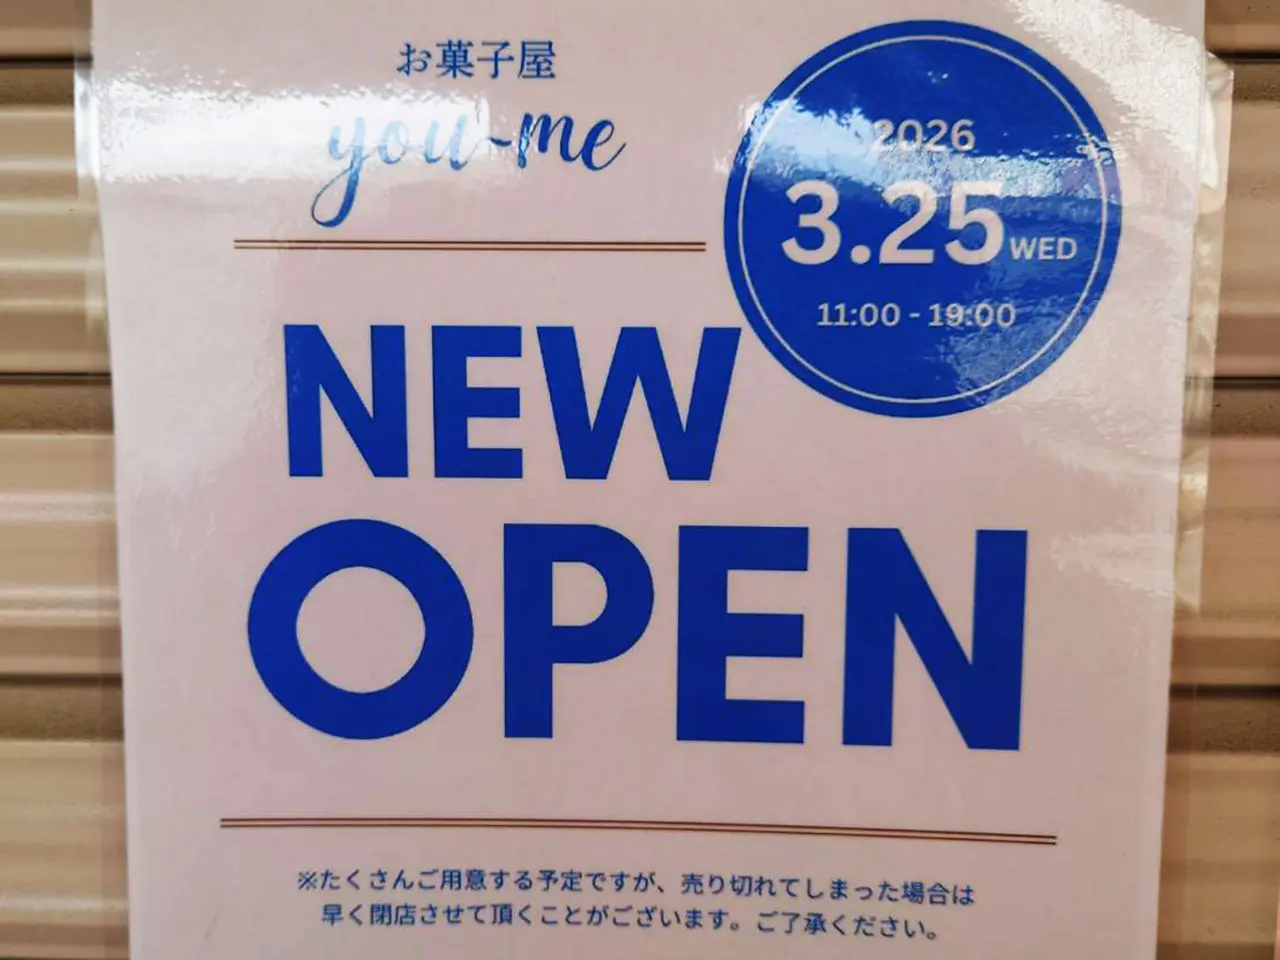 お菓子屋
you-me
2026
3.25 WED
11:00 - 19:00
NEW
OPEN
※たくさんご用意する予定ですが、売り切れてしまった場合は
早く閉店させて頂くことがございます。ご了承ください。